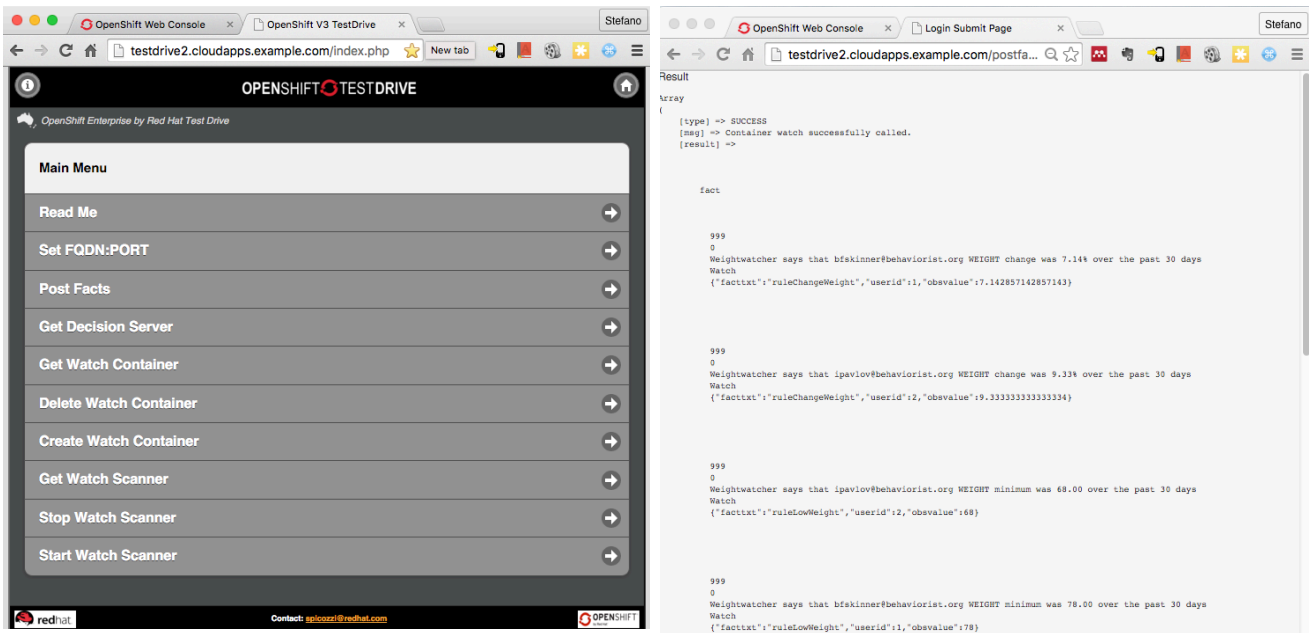 OpenShift Web Console
OpenShift V3 TestDrive
Stefano
testdrive2.cloudapps.example.com/index.php
New tab
OPENSHIFT TESTDRIVE
OpenShift Enterprise by Red Hat Test Drive
Main Menu
Read Me
Set FQDN:PORT
Post Facts
Get Decision Server
Get Watch Container
Delete Watch Container
Create Watch Container
Get Watch Scanner
Stop Watch Scanner
Start Watch Scanner
redhat
Contact: spicozzi@redhat.com
OPENSHIFT
OpenShift Web Console
Login Submit Page
Stefano
testdrive2.cloudapps.example.com/postfa...
Result
Array
(
[type] => SUCCESS
[msg] => Container watch successfully called.
[result] =>
fact
999
0
Weightwatcher says that bfskinner@behaviorist.org WEIGHT change was 7.14% over the past 30 days
Watch
{"facttxt":"ruleChangeWeight","userid":1,"obsvalue":7.142857142857143}
999
0
Weightwatcher says that ipavlov@behaviorist.org WEIGHT change was 9.33% over the past 30 days
Watch
{"facttxt":"ruleChangeWeight","userid":2,"obsvalue":9.333333333333334}
999
0
Weightwatcher says that ipavlov@behaviorist.org WEIGHT minimum was 68.00 over the past 30 days
Watch
{"facttxt":"ruleLowWeight","userid":2,"obsvalue":68}
999
0
Weightwatcher says that bfskinner@behaviorist.org WEIGHT minimum was 78.00 over the past 30 days
Watch
{"facttxt":"ruleLowWeight","userid":1,"obsvalue":78}